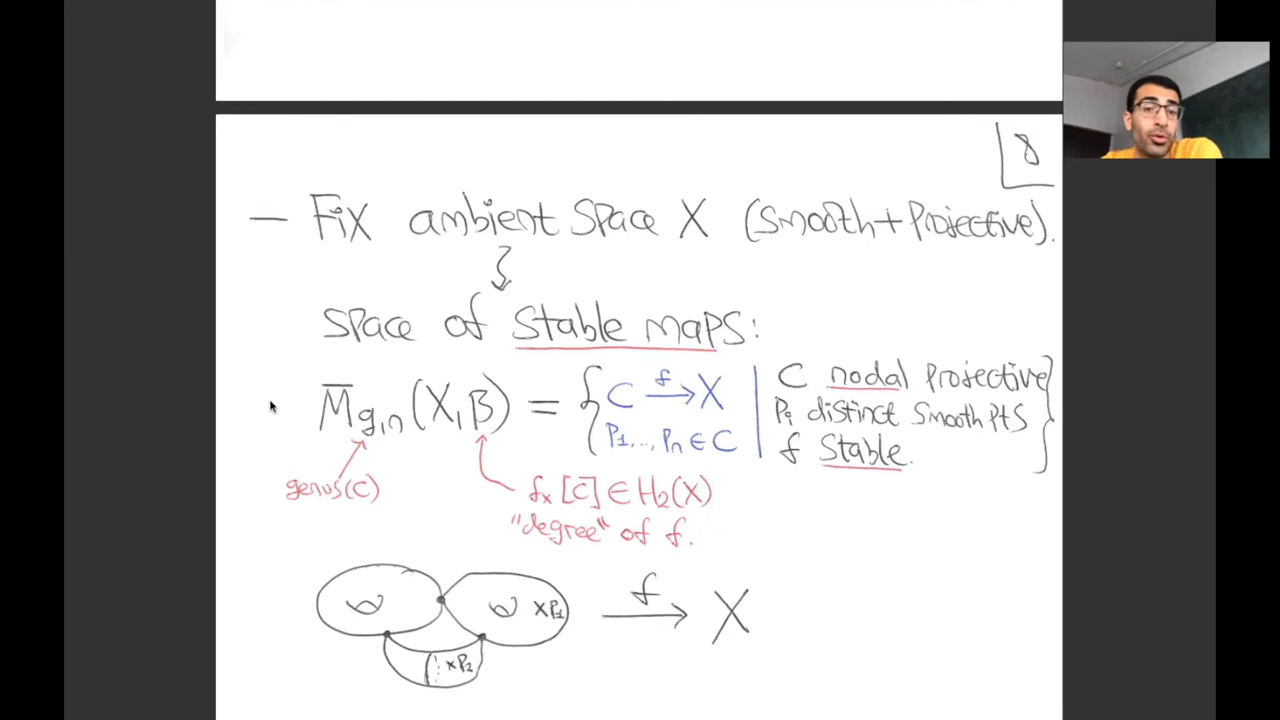 8
— Fix ambient space X (smooth + projective).
space of stable maps:
M̅g,n (X, β) = { C →f X | C nodal projective
p1, ..., pn ∈ C | pi distinct smooth pts
f stable. }
genus(C)
f* [C] ∈ H2(X)
"degree" of f.
xp1
f → X
xp2